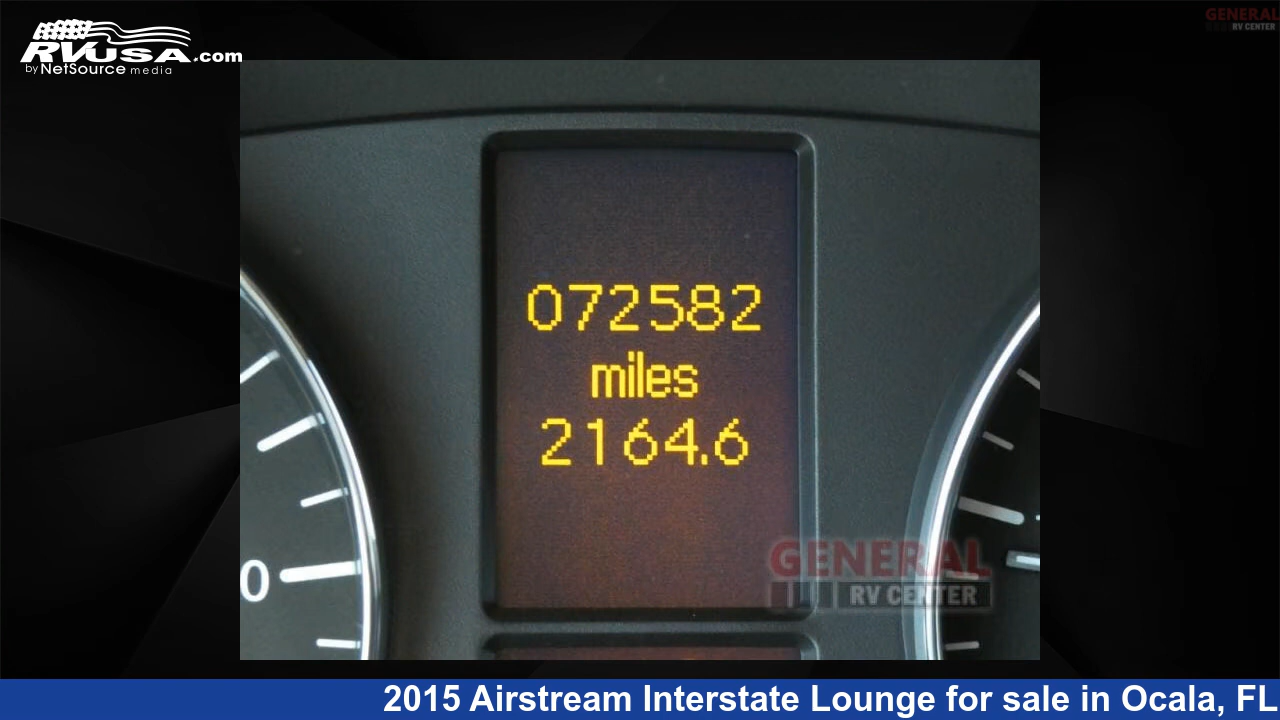 RVUSA.com
by NetSource media
GENERAL
RV CENTER
072582
miles
2164.6
0
GENERAL
RV CENTER
2015 Airstream Interstate Lounge for sale in Ocala, FL